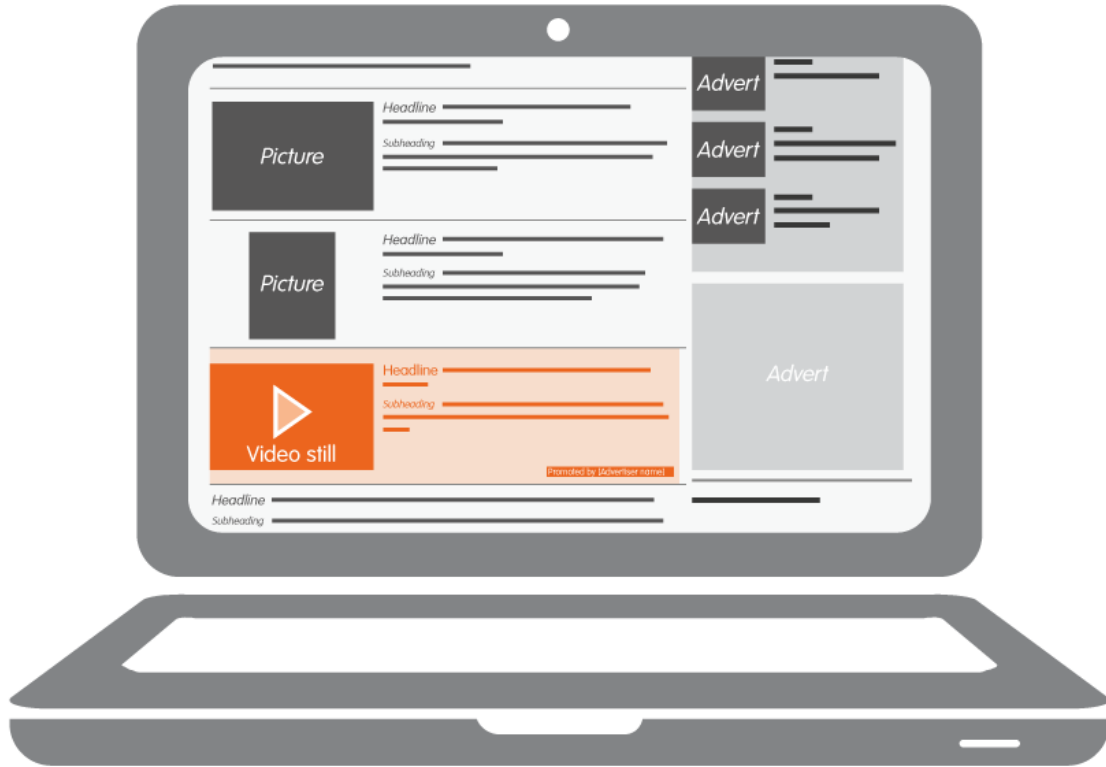 Picture
Headline
Subheading
Picture
Headline
Subheading
Video still
Headline
Subheading
Promoted by [Advertiser name]
Headline
Subheading
Advert
Advert
Advert
Advert